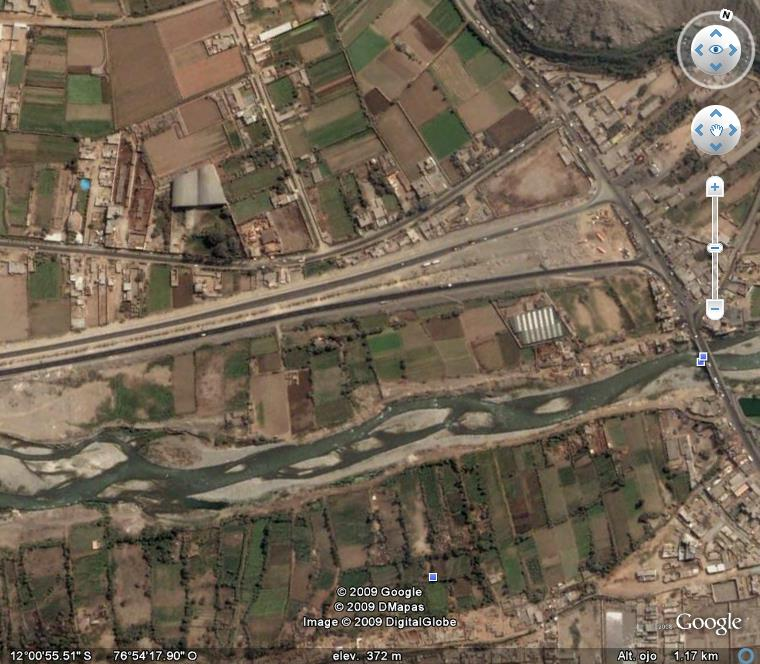 N
© 2009 Google
© 2009 DMapas
Image © 2009 DigitalGlobe
2008 Google
12°00'55.51" S 76°54'17.90" O elev. 372 m Alt. ojo 1.17 km